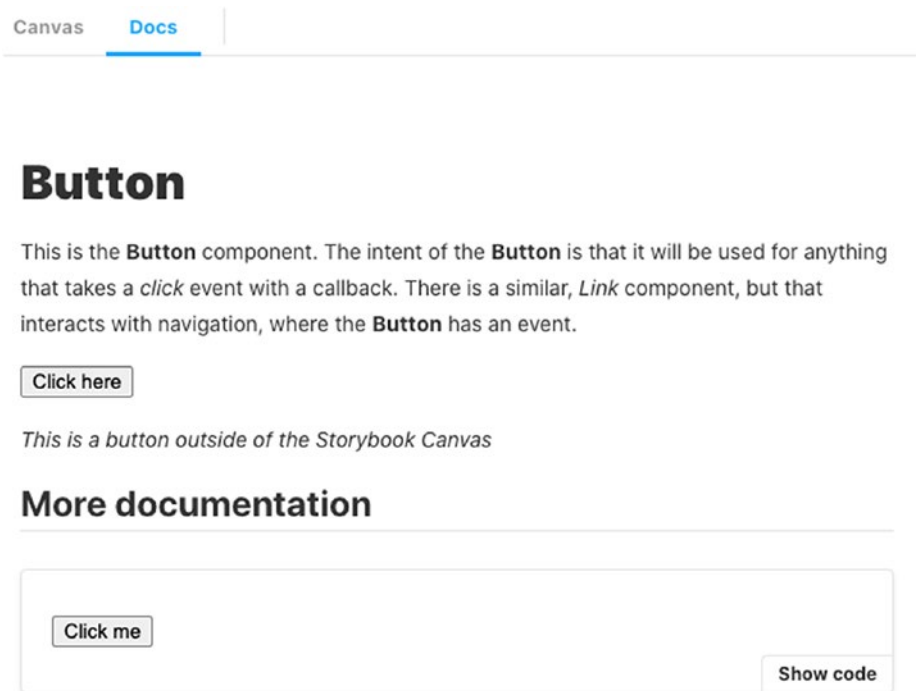 Canvas Docs
Button
This is the Button component. The intent of the Button is that it will be used for anything
that takes a click event with a callback. There is a similar, Link component, but that
interacts with navigation, where the Button has an event.
Click here
This is a button outside of the Storybook Canvas
More documentation
Click me
Show code